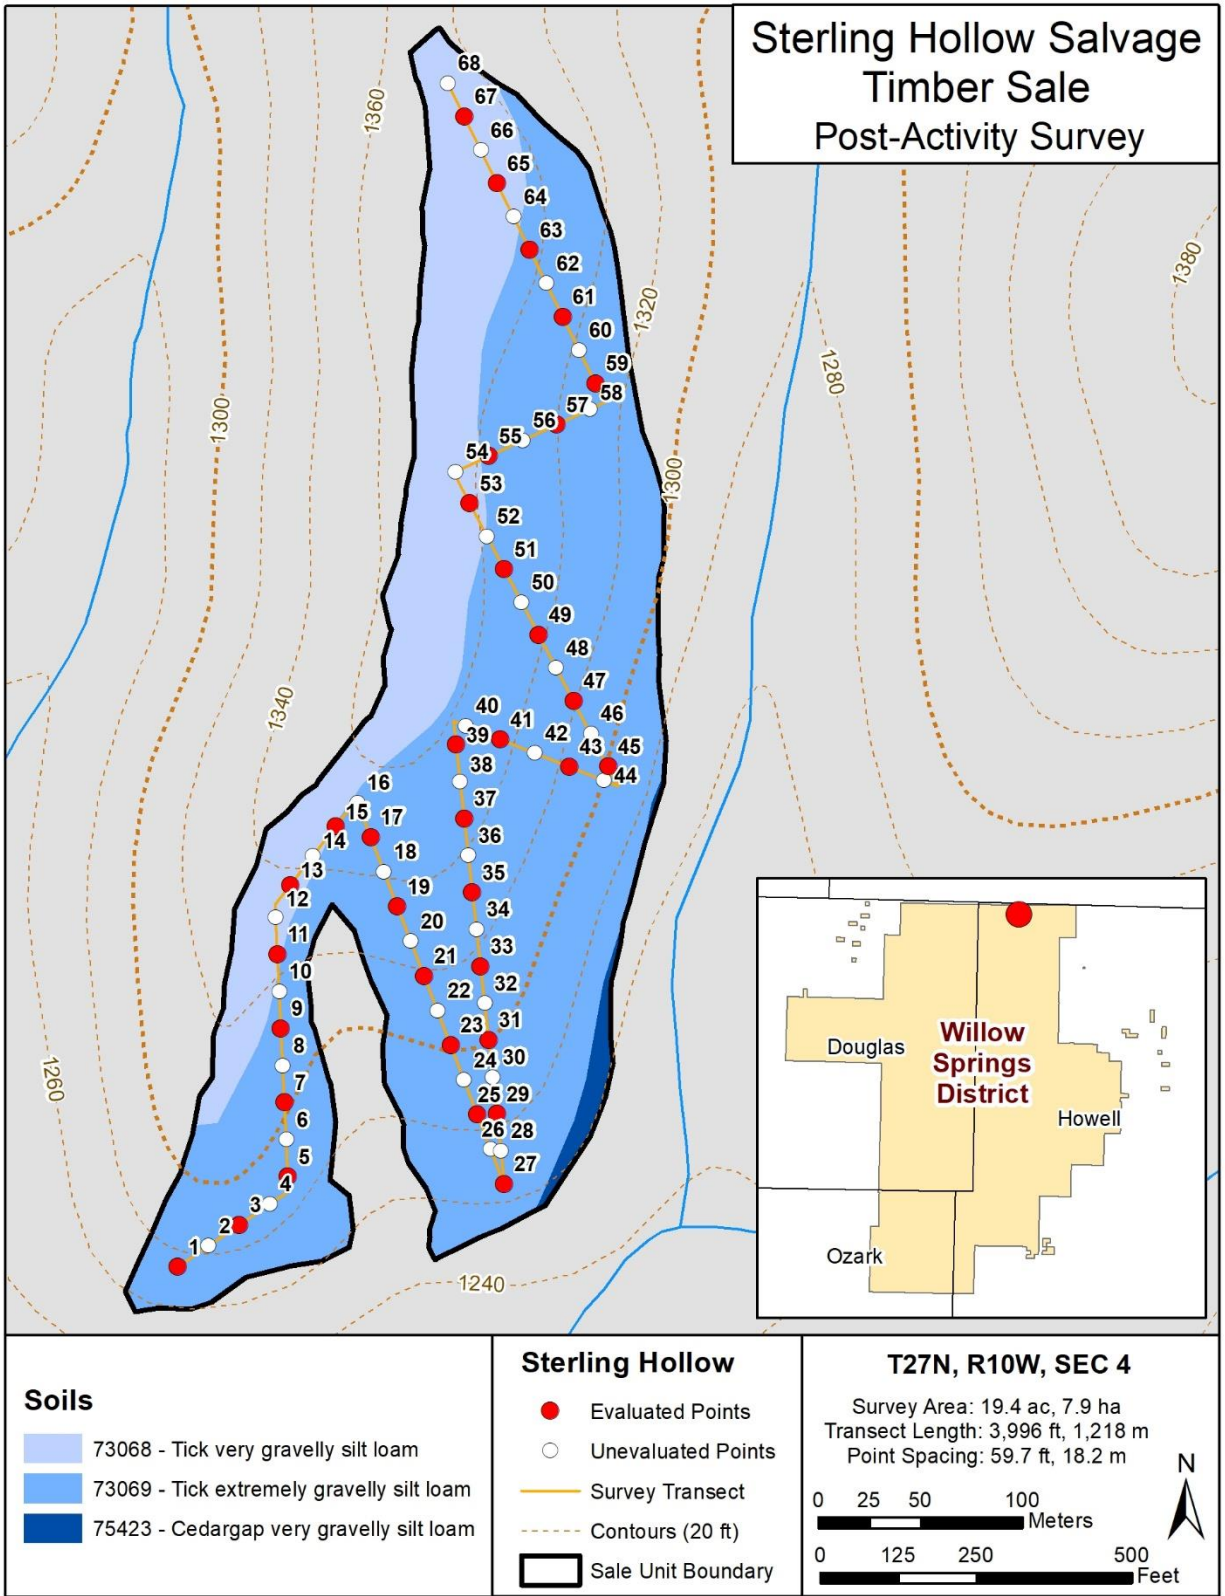 Sterling Hollow Salvage
Timber Sale
Post-Activity Survey
1360
1380
1320
1300
1280
1300
1340
1260
1240
68
67
66
65
64
63
62
61
60
59
58
57
56
55
54
53
52
51
50
49
48
47
46
45
44
43
42
41
40
39
38
37
36
35
34
33
32
31
30
29
28
27
26
25
24
23
22
21
20
19
18
17
16
15
14
13
12
11
10
9
8
7
6
5
4
3
2
1
Willow
Springs
District
Douglas
Howell
Ozark
Soils
73068 - Tick very gravelly silt loam
73069 - Tick extremely gravelly silt loam
75423 - Cedargap very gravelly silt loam
Sterling Hollow
Evaluated Points
Unevaluated Points
Survey Transect
Contours (20 ft)
Sale Unit Boundary
T27N, R10W, SEC 4
Survey Area: 19.4 ac, 7.9 ha
Transect Length: 3,996 ft, 1,218 m
Point Spacing: 59.7 ft, 18.2 m
N
0 25 50 100
Meters
0 125 250 500
Feet